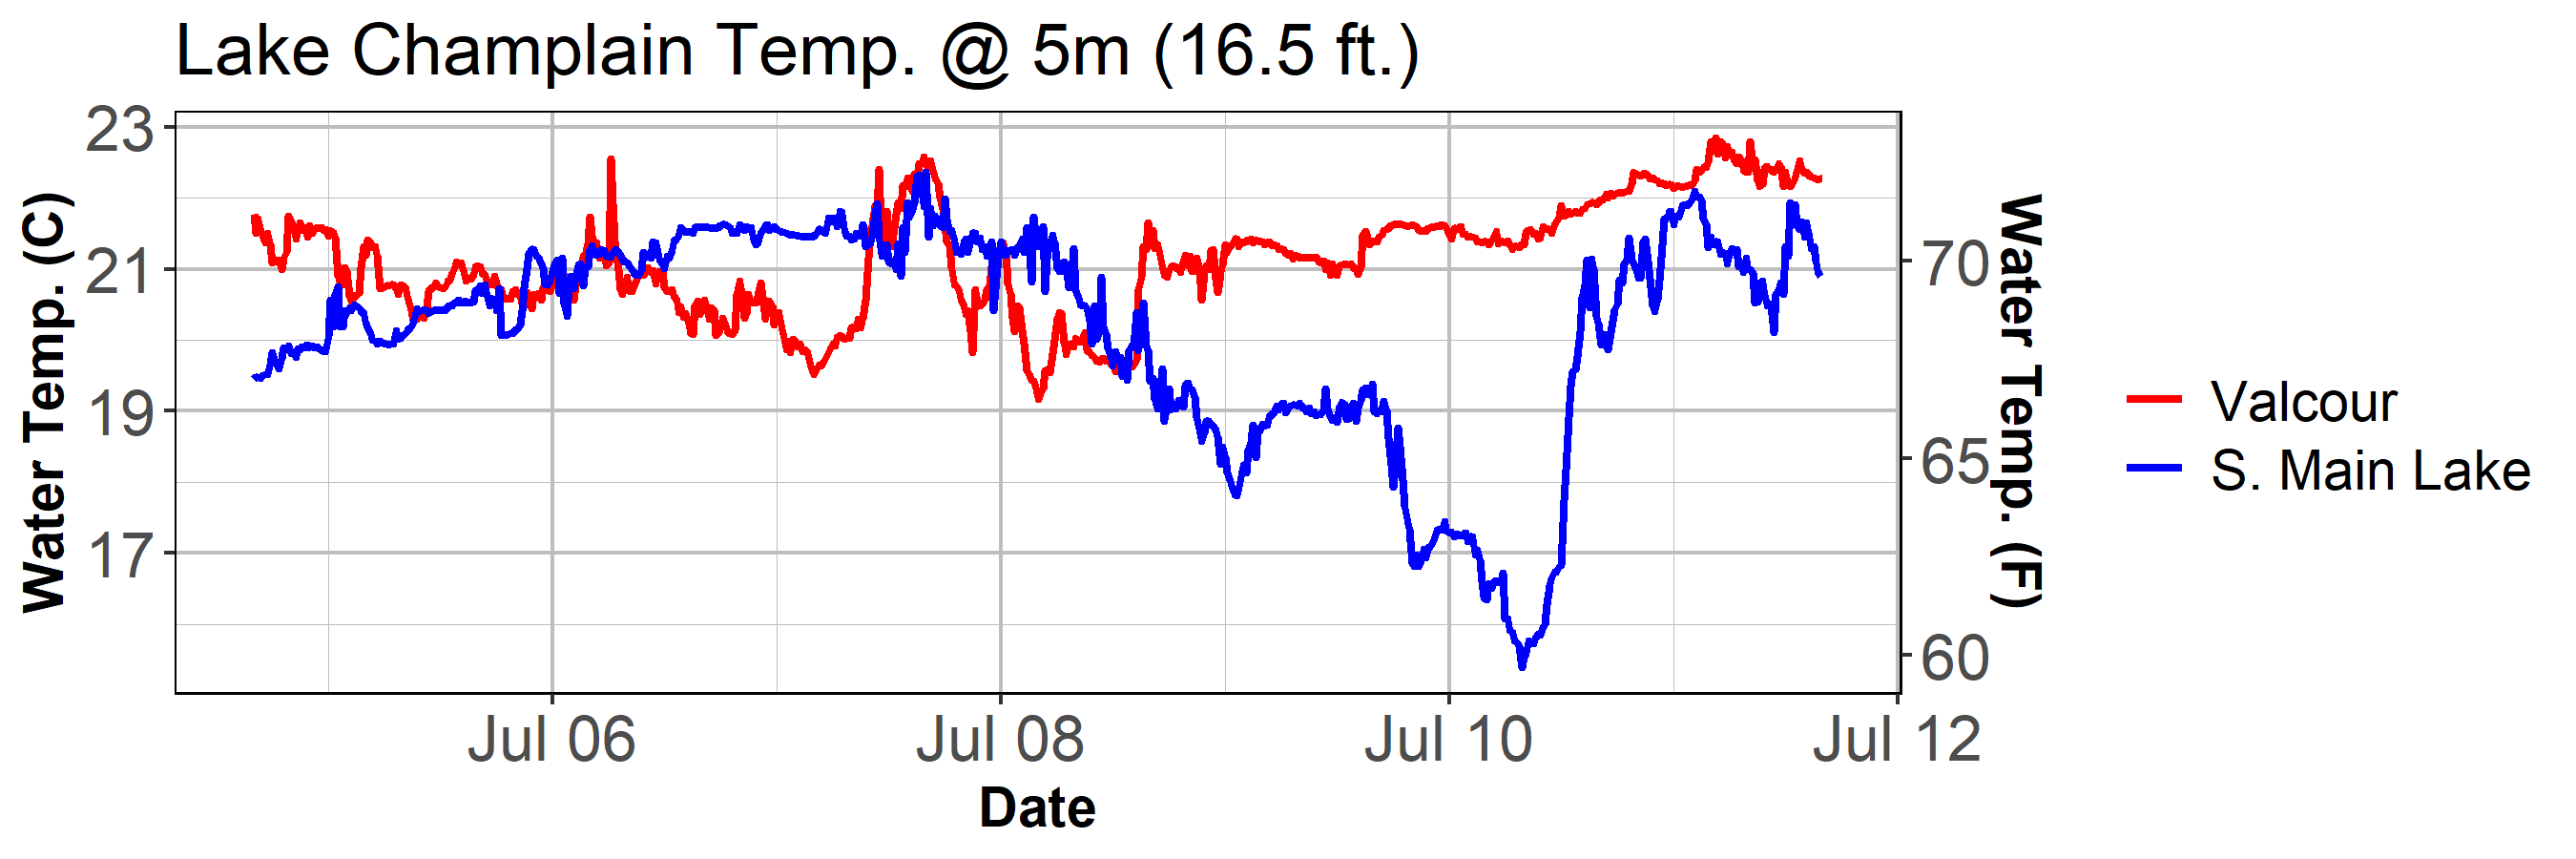 Lake Champlain Temp. @ 5m (16.5 ft.)
Water Temp. (C)
23
21
19
17
Jul 06
Jul 08
Jul 10
Jul 12
Date
70
65
60
Water Temp. (F)
Valcour
S. Main Lake